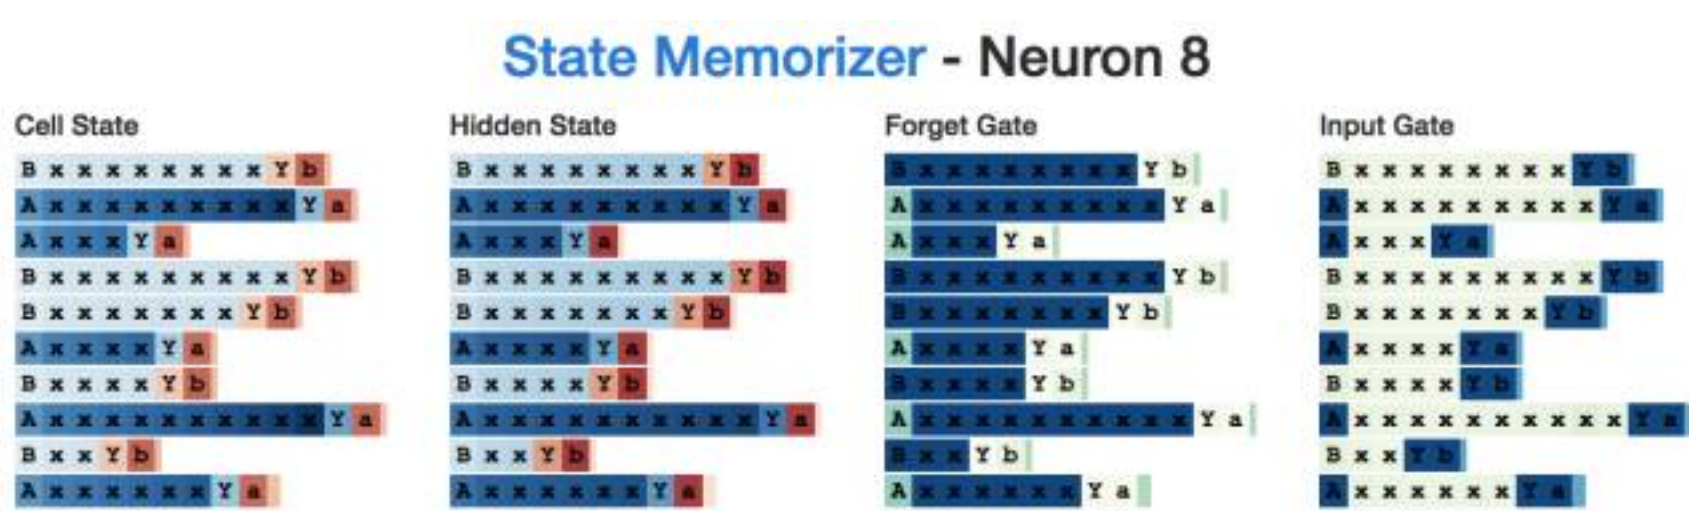 State Memorizer - Neuron 8
Cell State Hidden State Forget Gate Input Gate
B x x x x x x x x Y b B x x x x x x x x Y b B x x x x x x x x Y b B x x x x x x x x Y b
A x x x x x x x x x Y a A x x x x x x x x x Y a A x x x x x x x x x Y a A x x x x x x x x x Y a
A x x x Y a A x x x Y a A x x x Y a A x x x Y a
B x x x x x x x x x Y b B x x x x x x x x x Y b B x x x x x x x x x Y b B x x x x x x x x x Y b
B x x x x x x x Y b B x x x x x x x Y b B x x x x x x x Y b B x x x x x x x Y b
A x x x x Y a A x x x x Y a A x x x x Y a A x x x x Y a
B x x x x Y b B x x x x Y b B x x x x Y b B x x x x Y b
A x x x x x x x x x x Y a A x x x x x x x x x x Y a A x x x x x x x x x x Y a A x x x x x x x x x x Y a
B x x Y b B x x Y b B x x Y b B x x Y b
A x x x x x x Y a A x x x x x x Y a A x x x x x x Y a A x x x x x x Y a